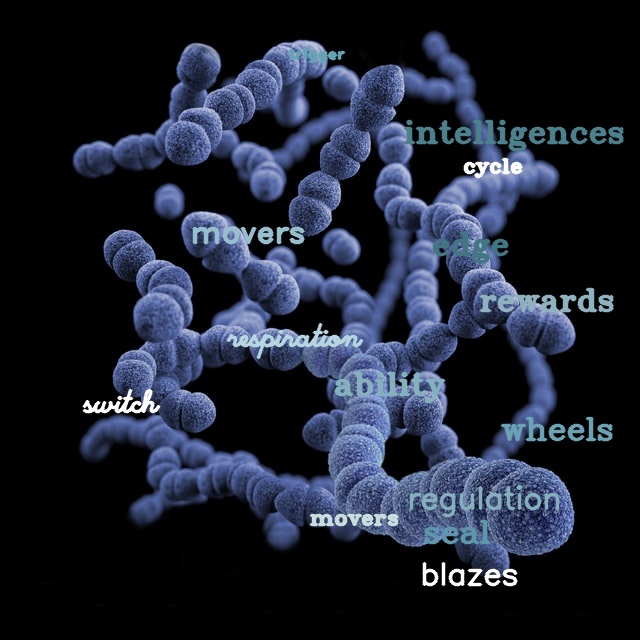 intelligences
cycle
movers
edge
rewards
respiration
ability
switch
wheels
regulation
movers
seal
blazes